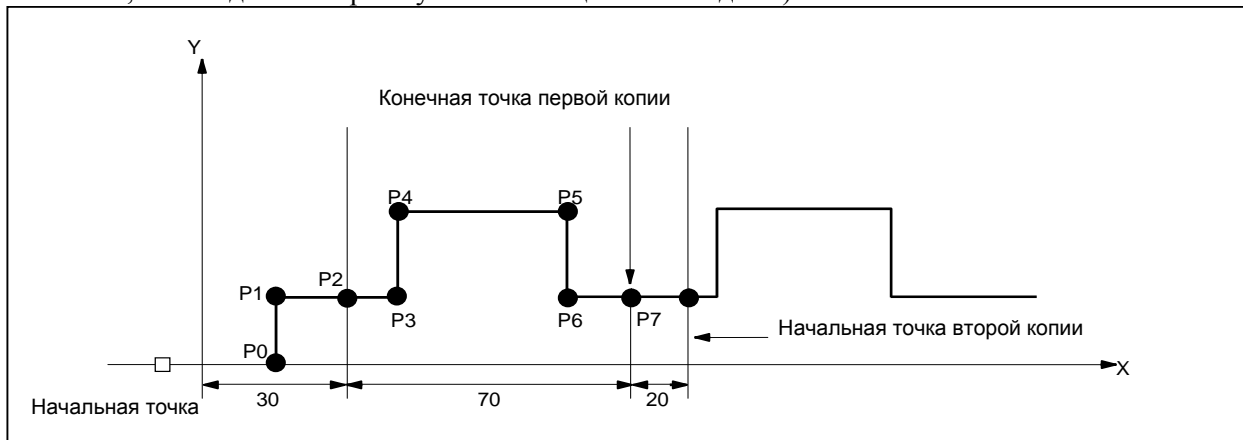 Y
Конечная точка первой копии
P4
P5
P2
P1
P3
P6
P7
Начальная точка второй копии
P0
X
30
70
20
Начальная точка